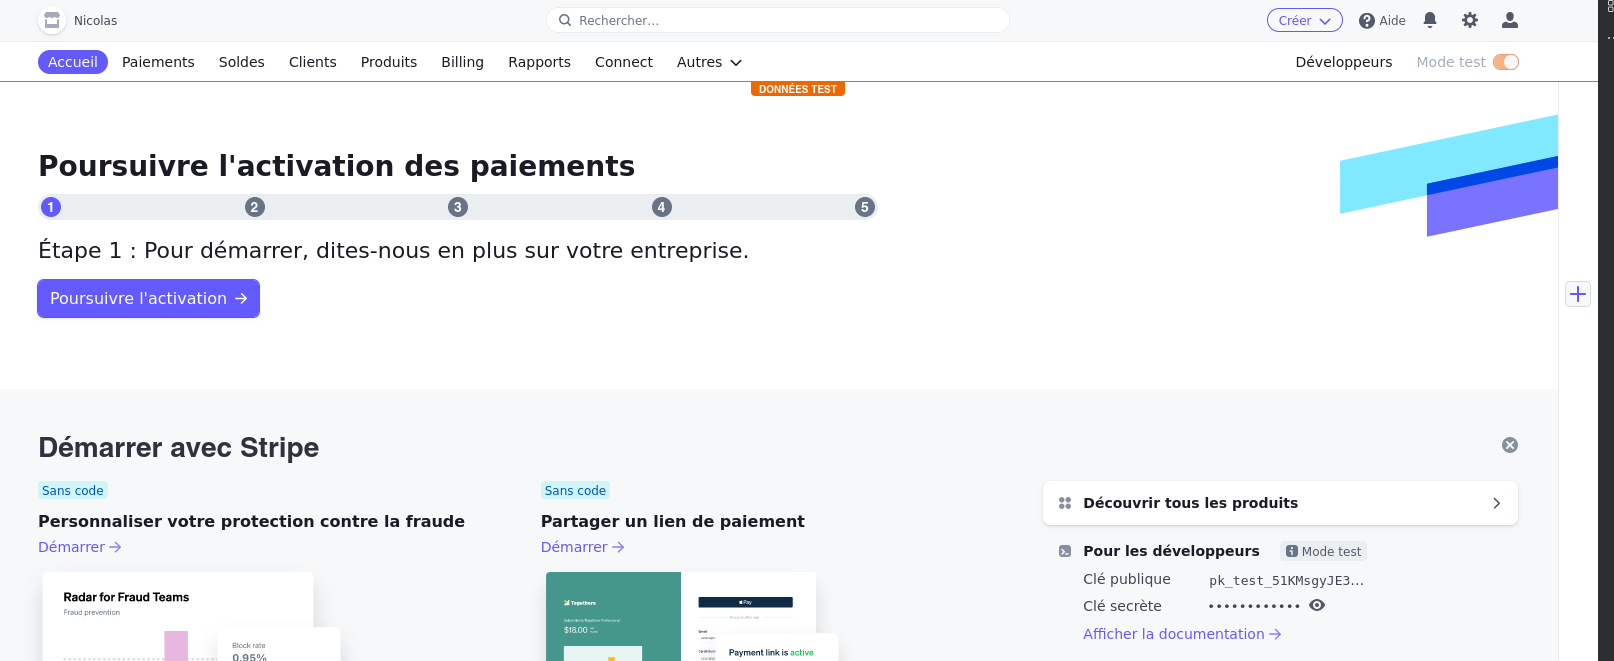 Nicolas
Rechercher…
Créer
Aide
Accueil
Paiements
Soldes
Clients
Produits
Billing
Rapports
Connect
Autres
Développeurs
Mode test
DONNÉES TEST
Poursuivre l'activation des paiements
1 2 3 4 5
Étape 1 : Pour démarrer, dites-nous en plus sur votre entreprise.
Poursuivre l'activation →
Démarrer avec Stripe
Sans code
Personnaliser votre protection contre la fraude
Démarrer →
Radar for Fraud Teams
Fraud prevention
Block rate
0.95%
Sans code
Partager un lien de paiement
Démarrer →
Togethere
$18.00
Pay
Payment link is active
Découvrir tous les produits
Pour les développeurs
Mode test
Clé publique
pk_test_51KMsgyJE3…
Clé secrète
••••••••••••
Afficher la documentation →